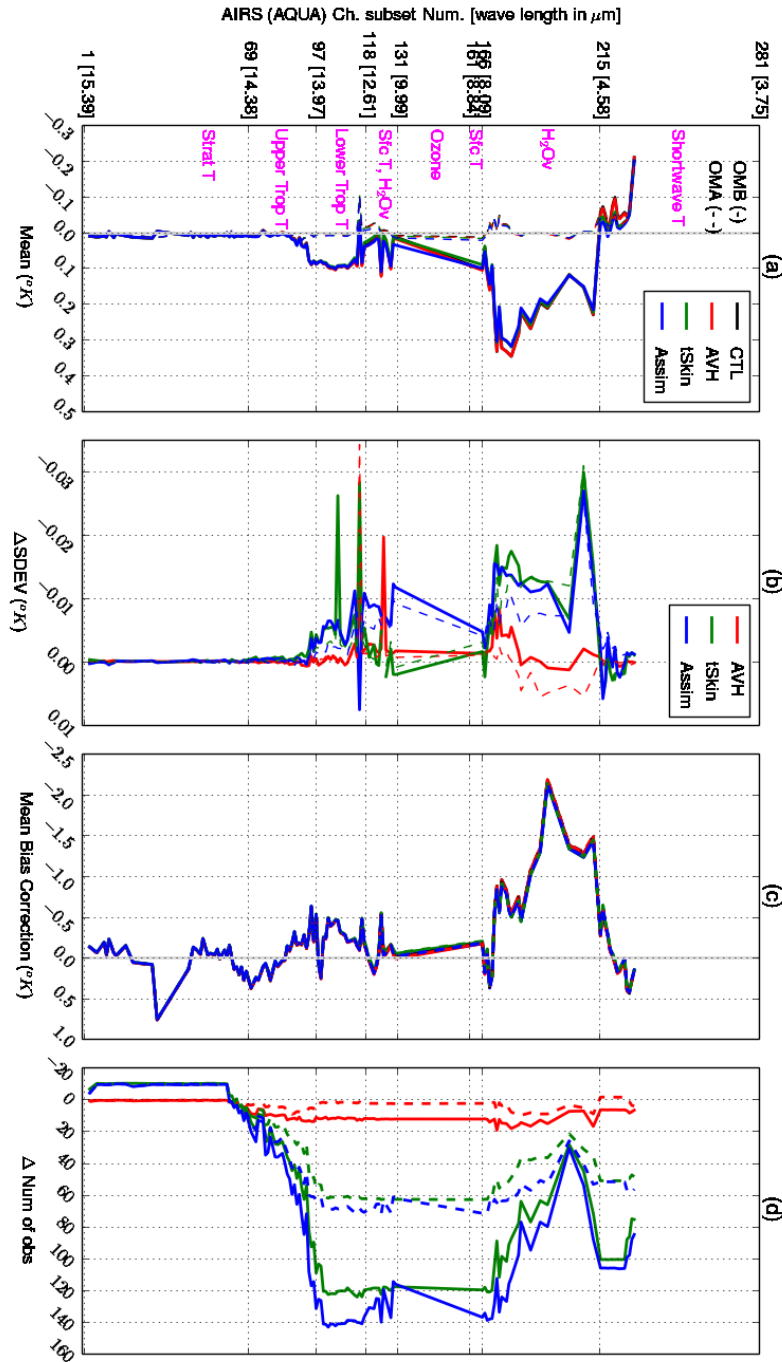 AIRS (AQUA) Ch. subset Num. [wave length in μm]
1 [15.39]
69 [14.38]
97 [13.97]
118 [12.61]
131 [9.99]
161 [8.84]
166 [8.09]
215 [4.58]
281 [3.75]
Strat T
Upper Trop T
Lower Trop T
Sfc T, H₂Ov
Ozone
Sfc T
H₂Ov
Shortwave T
OMB (-)
OMA (- -)
CTL
AVH
tSkin
Assim
(a)
−0.3
−0.2
−0.1
0.0
0.1
0.2
0.3
0.4
0.5
Mean (°K)
(b)
AVH
tSkin
Assim
−0.03
−0.02
−0.01
0.00
0.01
ΔSDEV (°K)
(c)
−2.5
−2.0
−1.5
−1.0
−0.5
0.0
0.5
1.0
Mean Bias Correction (°K)
(d)
−20
0
20
40
60
80
100
120
140
160
Δ Num of obs